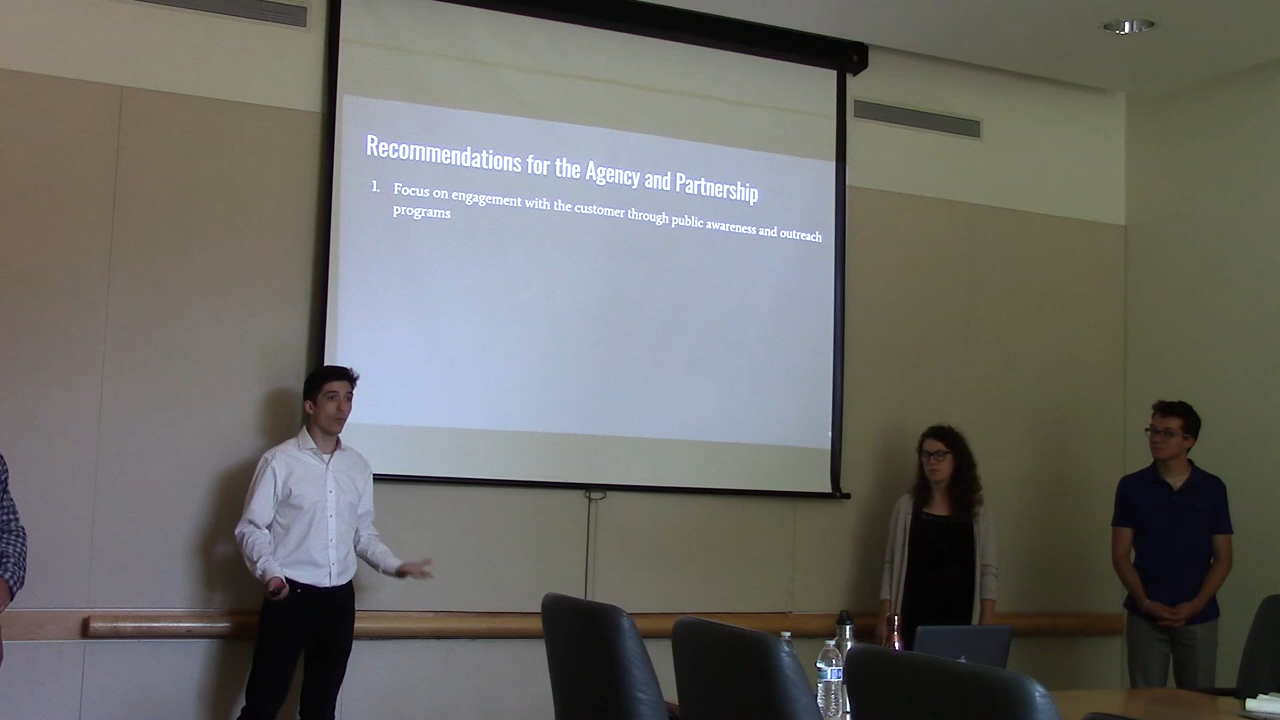 Recommendations for the Agency and Partnership
1. Focus on engagement with the customer through public awareness and outreach
programs